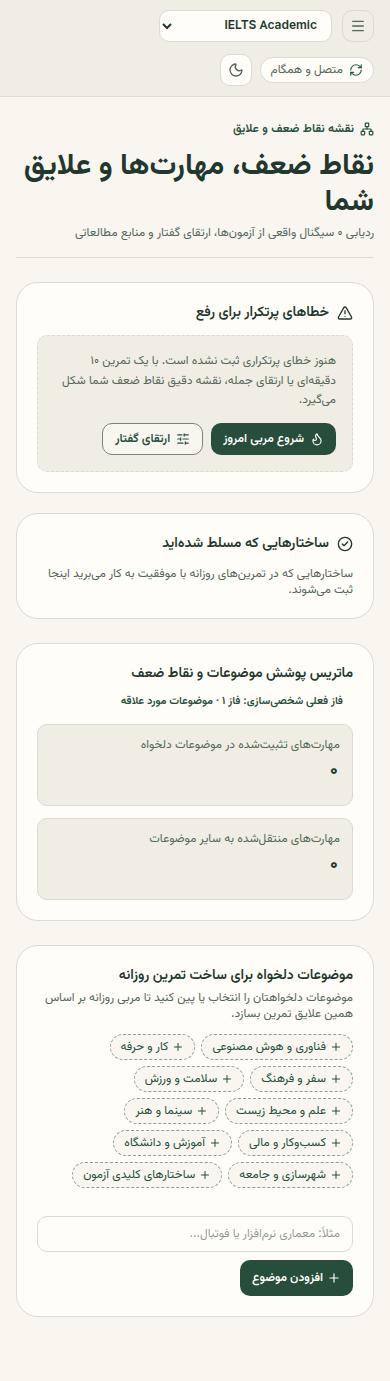 IELTS Academic
متصل و همگام
نقشه نقاط ضعف و علایق
نقاط ضعف، مهارت‌ها و علایق
شما
ردیابی ۰ سیگنال واقعی از آزمون‌ها، ارتقای گفتار و منابع مطالعاتی
خطاهای پرتکرار برای رفع
هنوز خطای پرتکراری ثبت نشده است. با یک تمرین ۱۰
دقیقه‌ای یا ارتقای جمله، نقشه دقیق نقاط ضعف شما شکل
می‌گیرد.
شروع مربی امروز
ارتقای گفتار
ساختارهایی که مسلط شده‌اید
ساختارهایی که در تمرین‌های روزانه با موفقیت به کار می‌برید اینجا
ثبت می‌شوند.
ماتریس پوشش موضوعات و نقاط ضعف
فاز فعلی شخصی‌سازی: فاز ۱ · موضوعات مورد علاقه
مهارت‌های تثبیت‌شده در موضوعات دلخواه
۰
مهارت‌های منتقل‌شده به سایر موضوعات
۰
موضوعات دلخواه برای ساخت تمرین روزانه
موضوعات دلخواهتان را انتخاب یا پین کنید تا مربی روزانه بر اساس
همین علایق تمرین بسازد.
+ فناوری و هوش مصنوعی
+ کار و حرفه
+ سفر و فرهنگ
+ سلامت و ورزش
+ علم و محیط زیست
+ سینما و هنر
+ کسب‌وکار و مالی
+ آموزش و دانشگاه
+ شهرسازی و جامعه
+ ساختارهای کلیدی آزمون
مثلاً: معماری نرم‌افزار یا فوتبال...
+ افزودن موضوع